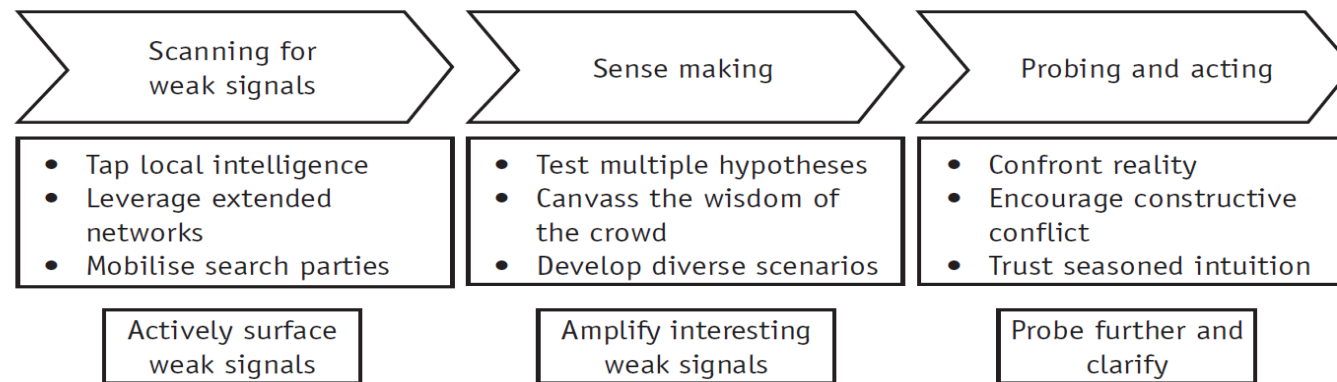 Scanning for
weak signals
Sense making
Probing and acting
• Tap local intelligence
• Leverage extended
networks
• Mobilise search parties
• Test multiple hypotheses
• Canvass the wisdom of
the crowd
• Develop diverse scenarios
• Confront reality
• Encourage constructive
conflict
• Trust seasoned intuition
Actively surface
weak signals
Amplify interesting
weak signals
Probe further and
clarify